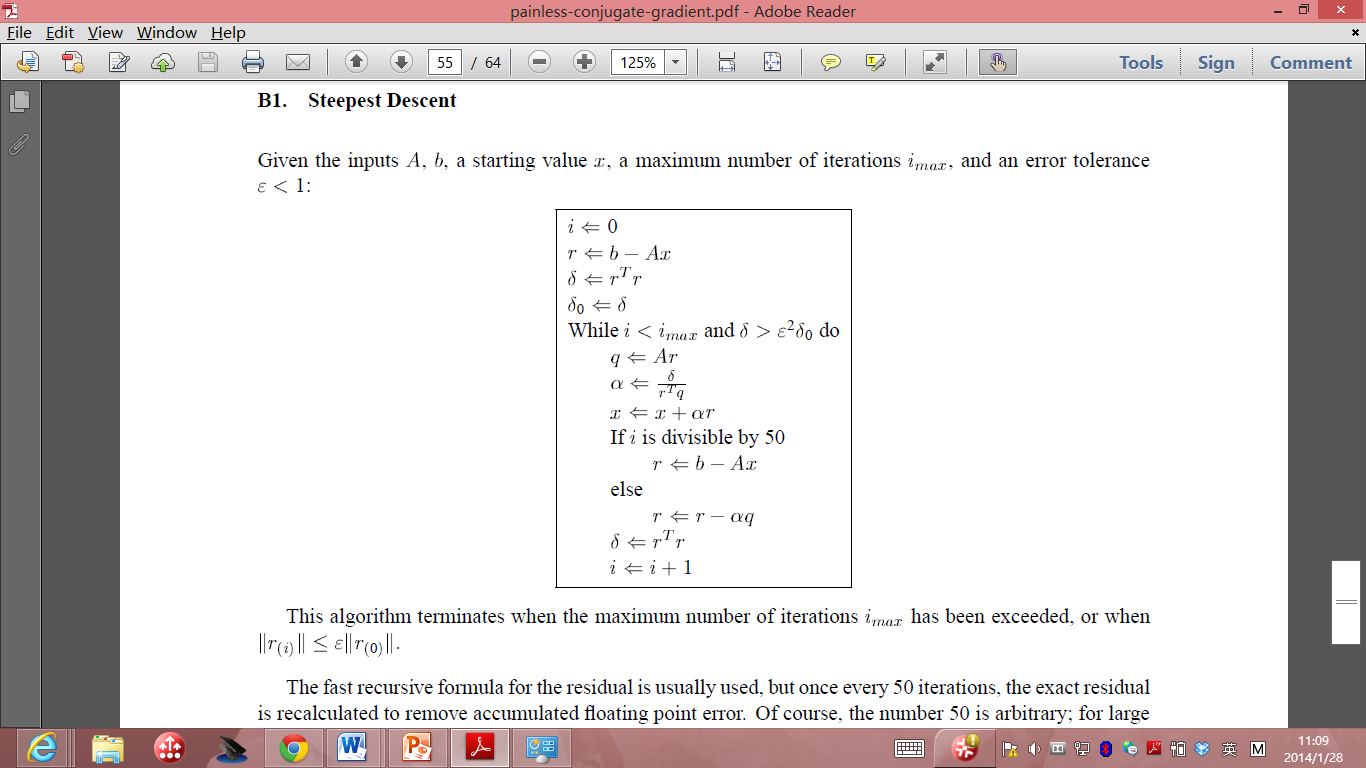 painless-conjugate-gradient.pdf - Adobe Reader
File Edit View Window Help
55 / 64 125% Tools Sign Comment
B1. Steepest Descent
Given the inputs A, b, a starting value x, a maximum number of iterations i_max, and an error tolerance
ε < 1:
i ⇐ 0
r ⇐ b − Ax
δ ⇐ r^T r
δ_0 ⇐ δ
While i < i_max and δ > ε²δ_0 do
q ⇐ Ar
α ⇐ δ / r^T q
x ⇐ x + αr
If i is divisible by 50
r ⇐ b − Ax
else
r ⇐ r − αq
δ ⇐ r^T r
i ⇐ i + 1
This algorithm terminates when the maximum number of iterations i_max has been exceeded, or when
‖r_(i)‖ ≤ ε‖r_(0)‖.
The fast recursive formula for the residual is usually used, but once every 50 iterations, the exact residual
is recalculated to remove accumulated floating point error. Of course, the number 50 is arbitrary; for large
英 M
11:09
2014/1/28